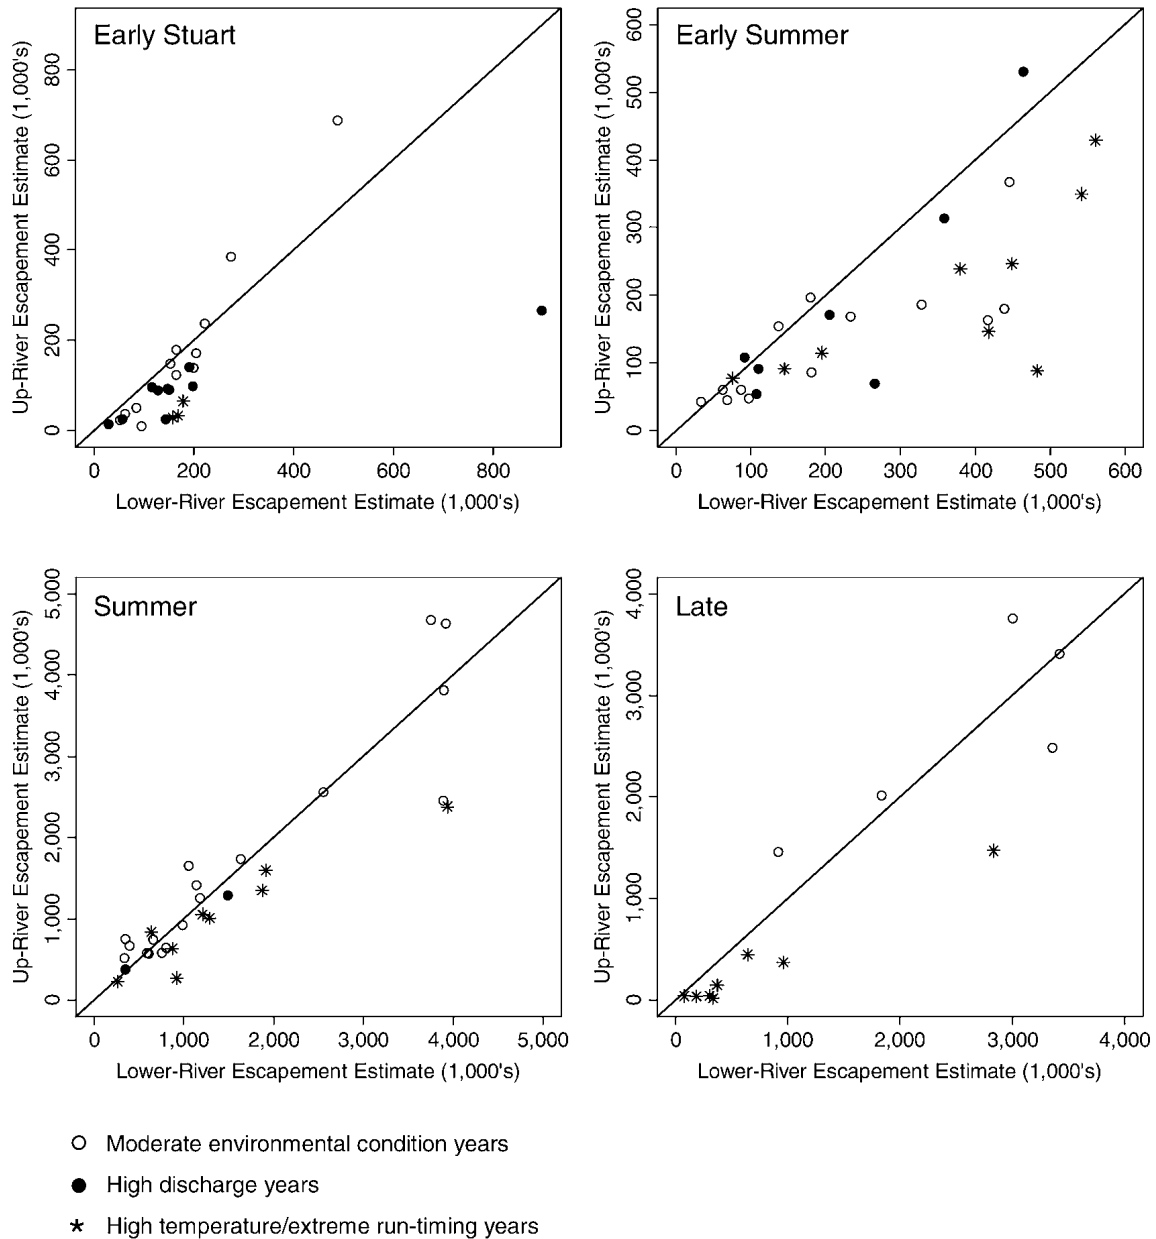 Early Stuart
Up-River Escapement Estimate (1,000's)
800
600
400
200
0
0 200 400 600 800
Lower-River Escapement Estimate (1,000's)
Early Summer
Up-River Escapement Estimate (1,000's)
600
500
400
300
200
100
0
0 100 200 300 400 500 600
Lower-River Escapement Estimate (1,000's)
Summer
Up-River Escapement Estimate (1,000's)
5,000
4,000
3,000
2,000
1,000
0
0 1,000 2,000 3,000 4,000 5,000
Lower-River Escapement Estimate (1,000's)
Late
Up-River Escapement Estimate (1,000's)
4,000
3,000
2,000
1,000
0
0 1,000 2,000 3,000 4,000
Lower-River Escapement Estimate (1,000's)
Moderate environmental condition years
High discharge years
High temperature/extreme run-timing years